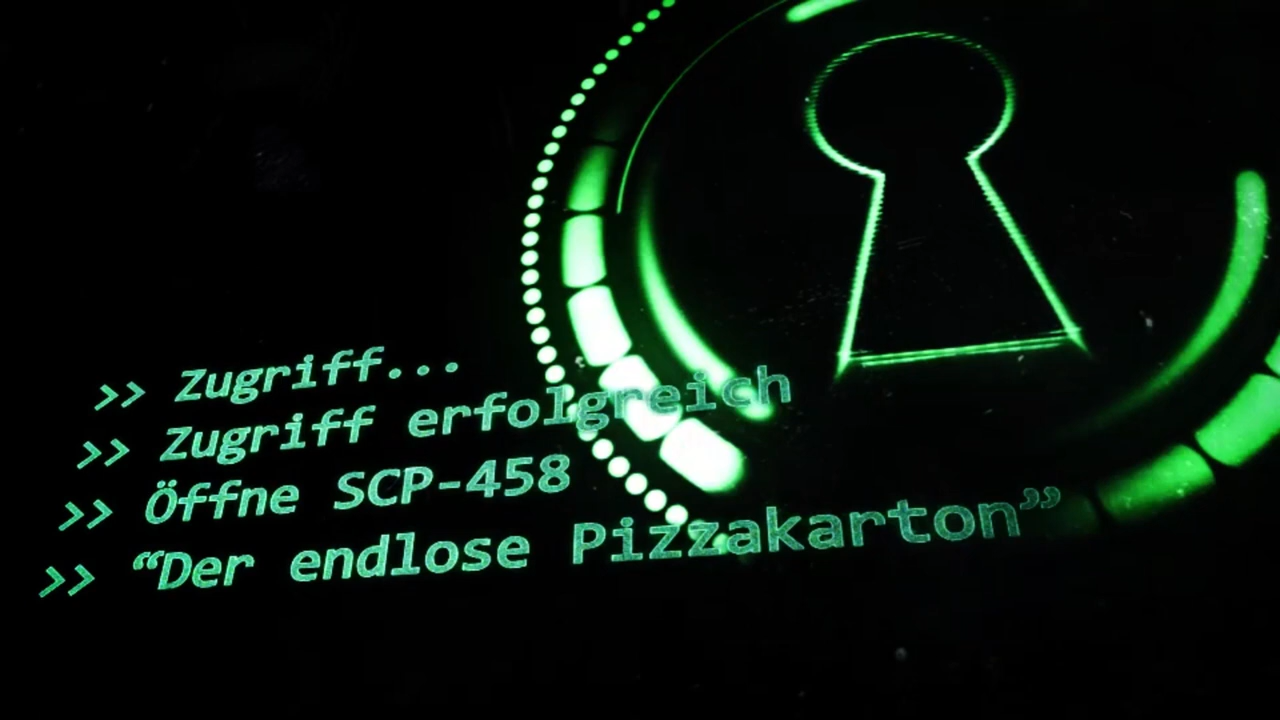 >> Zugriff...
>> Zugriff erfolgreich
>> Öffne SCP-458
>> “Der endlose Pizzakarton”